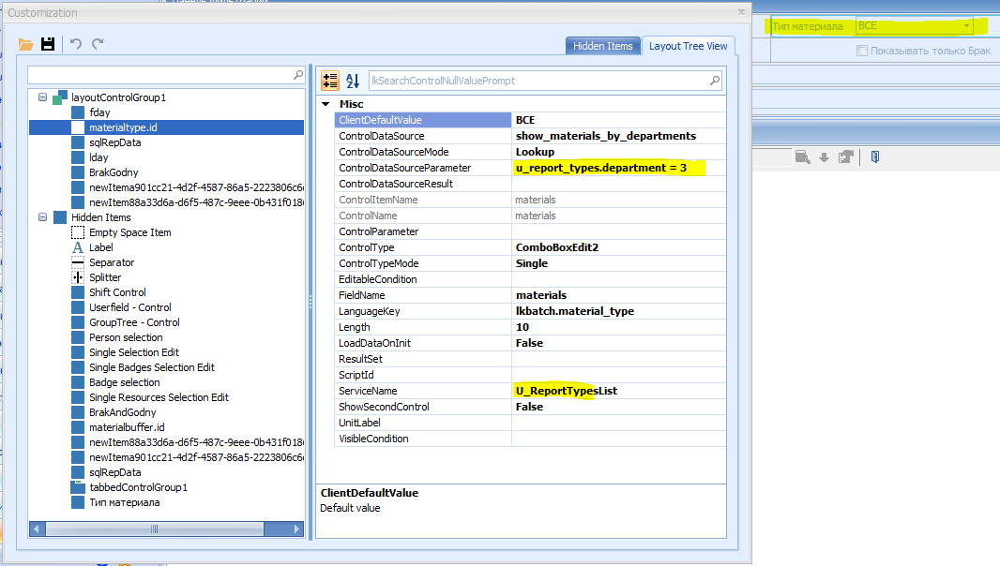 Customization
x
Тип материала
ВСЕ
Показывать только Брак
Hidden Items
Layout Tree View
layoutControlGroup1
fday
materialtype.id
sqlRepData
lday
BrakGodny
newItema901cc21-4d2f-4587-86a5-2223806c6
newItem88a33d6a-d6f5-487c-9eee-0b431f018
Hidden Items
Empty Space Item
A Label
Separator
Splitter
Shift Control
Userfield - Control
GroupTree - Control
Person selection
Single Selection Edit
Single Badges Selection Edit
Badge selection
Single Resources Selection Edit
BrakAndGodny
materialbuffer.id
newItem88a33d6a-d6f5-487c-9eee-0b431f018
newItema901cc21-4d2f-4587-86a5-2223806c6
sqlRepData
tabbedControlGroup1
Тип материала
AZ
lkSearchControlNullValuePrompt
Misc
ClientDefaultValue ВСЕ
ControlDataSource show_materials_by_departments
ControlDataSourceMode Lookup
ControlDataSourceParameter u_report_types.department = 3
ControlDataSourceResult
ControlItemName materials
ControlName materials
ControlParameter
ControlType ComboBoxEdit2
ControlTypeMode Single
EditableCondition
FieldName materials
LanguageKey lkbatch.material_type
Length 10
LoadDataOnInit False
ResultSet
ScriptId
ServiceName U_ReportTypesList
ShowSecondControl False
UnitLabel
VisibleCondition
ClientDefaultValue
Default value